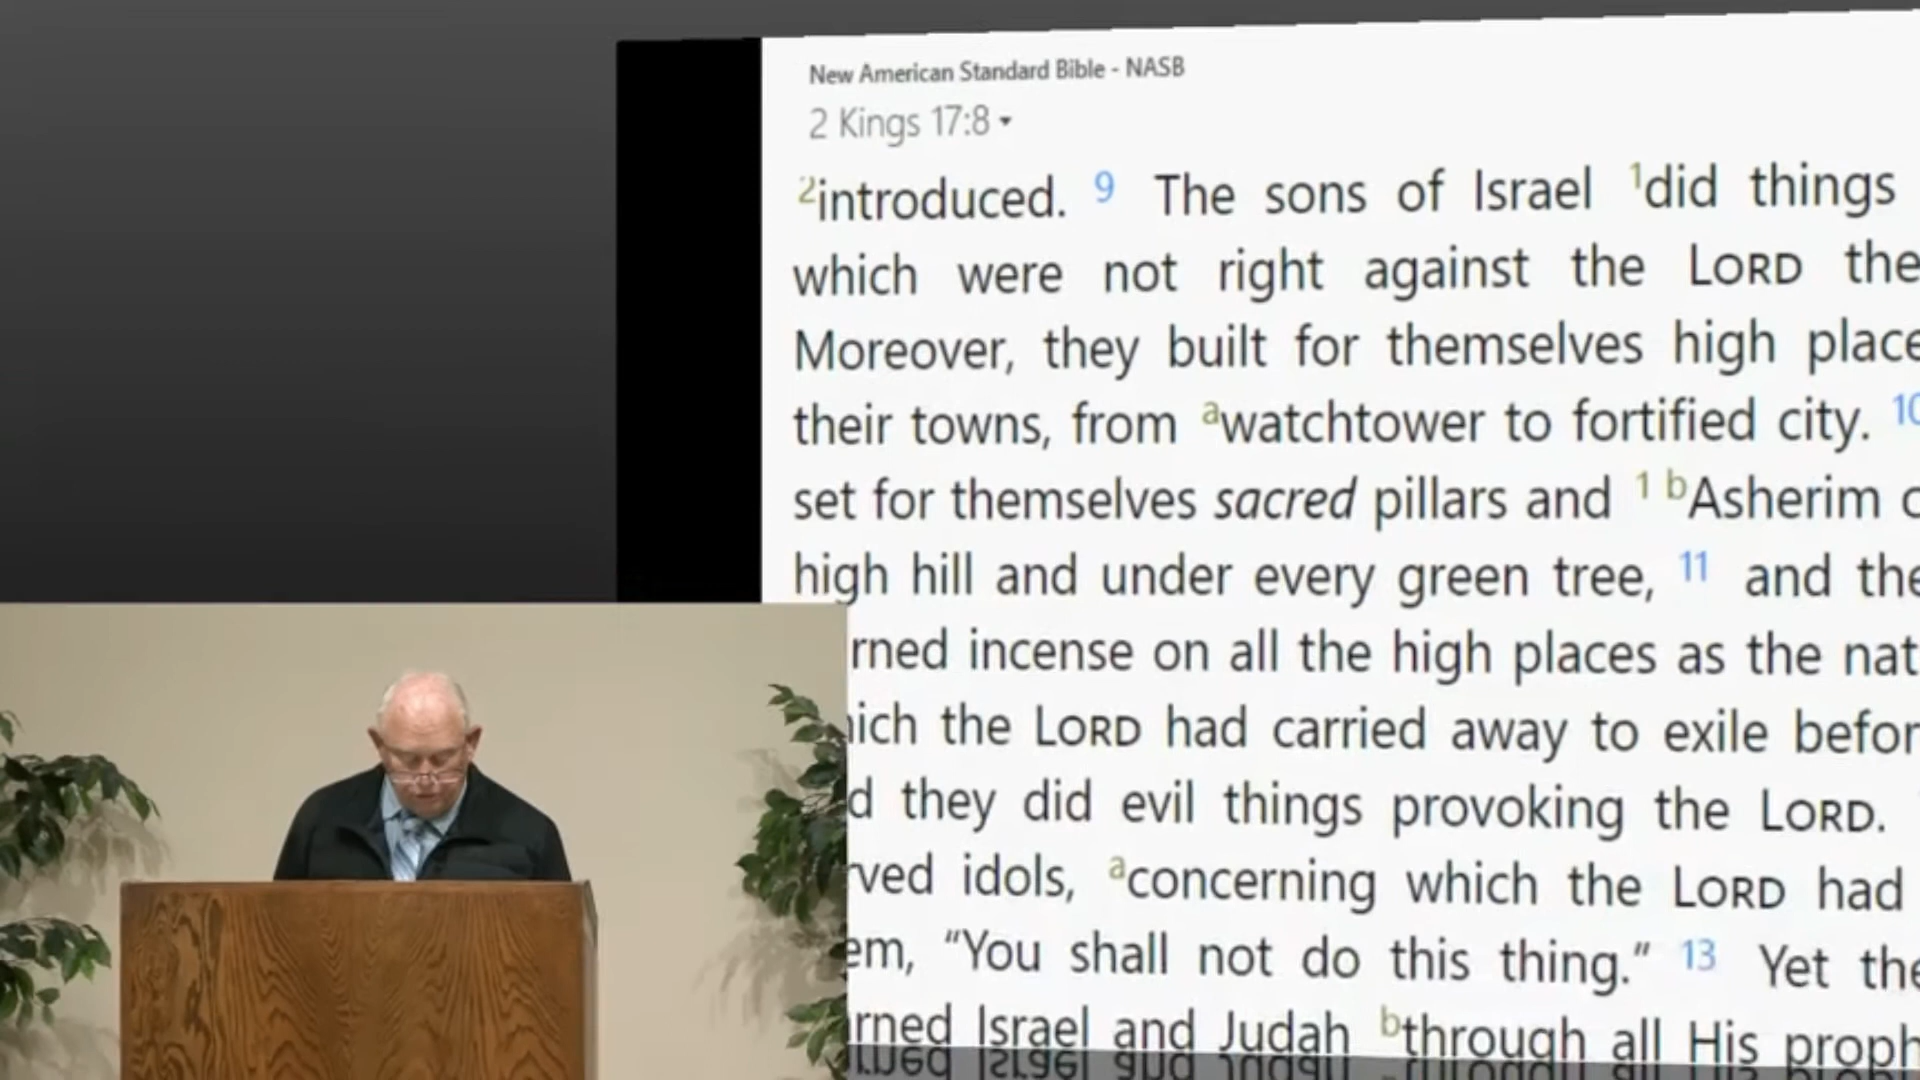 New American Standard Bible - NASB
2 Kings 17:8
2introduced. 9 The sons of Israel 1did things
which were not right against the LORD the
Moreover, they built for themselves high place
their towns, from awatchtower to fortified city. 10
set for themselves sacred pillars and 1 bAsherim
high hill and under every green tree, 11 and the
rned incense on all the high places as the nat
ich the LORD had carried away to exile befor
d they did evil things provoking the LORD.
ved idols, aconcerning which the LORD had
em, “You shall not do this thing.” 13 Yet the
rned Israel and Judah bthrough all His proph